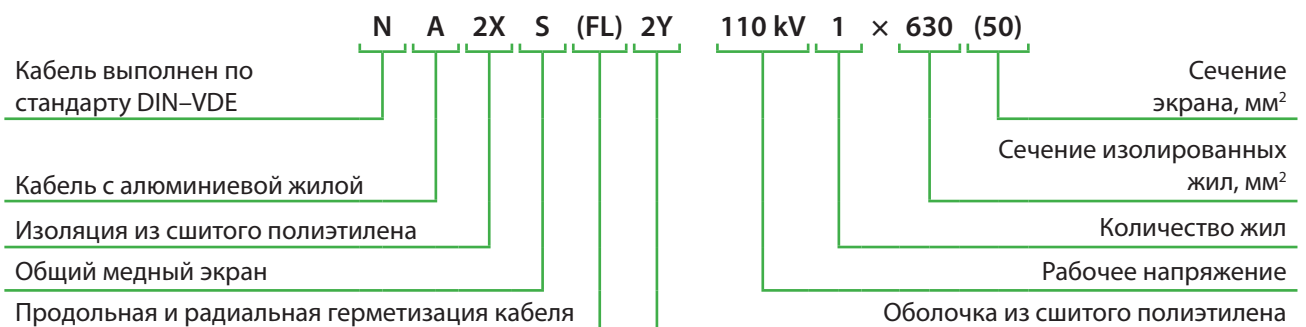 N A 2X S (FL) 2Y 110 kV 1 × 630 (50)
Кабель выполнен по
стандарту DIN–VDE
Сечение
экрана, мм²
Сечение изолированных
жил, мм²
Кабель с алюминиевой жилой
Изоляция из сшитого полиэтилена
Количество жил
Общий медный экран
Рабочее напряжение
Продольная и радиальная герметизация кабеля
Оболочка из сшитого полиэтилена